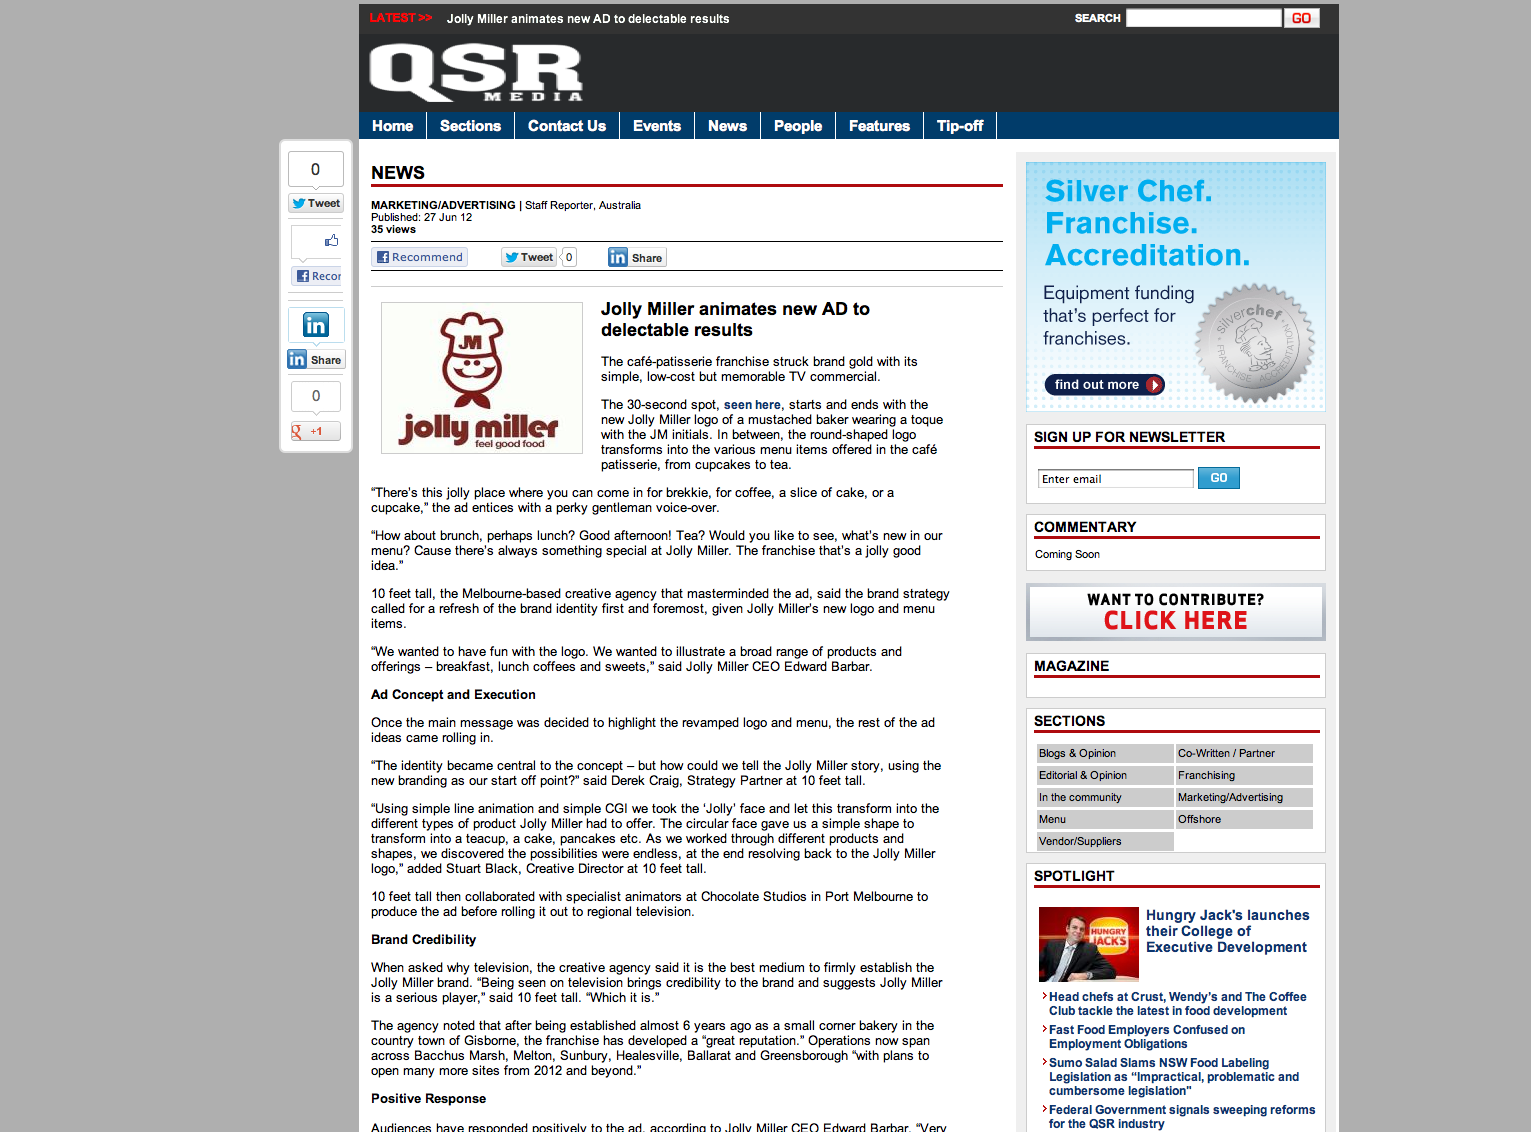 LATEST >> Jolly Miller animates new AD to delectable results
SEARCH GO
QSR
MEDIA
Home Sections Contact Us Events News People Features Tip-off
0
Tweet
Recor
in
in Share
0
g +1
NEWS
MARKETING/ADVERTISING | Staff Reporter, Australia
Published: 27 Jun 12
35 views
Recommend Tweet 0 in Share
JM
jolly miller
feel good food
Jolly Miller animates new AD to
delectable results
The café-patisserie franchise struck brand gold with its
simple, low-cost but memorable TV commercial.
The 30-second spot, seen here, starts and ends with the
new Jolly Miller logo of a mustached baker wearing a toque
with the JM initials. In between, the round-shaped logo
transforms into the various menu items offered in the café
patisserie, from cupcakes to tea.
“There’s this jolly place where you can come in for brekkie, for coffee, a slice of cake, or a
cupcake,” the ad entices with a perky gentleman voice-over.
“How about brunch, perhaps lunch? Good afternoon! Tea? Would you like to see, what’s new in our
menu? Cause there’s always something special at Jolly Miller. The franchise that’s a jolly good
idea.”
10 feet tall, the Melbourne-based creative agency that masterminded the ad, said the brand strategy
called for a refresh of the brand identity first and foremost, given Jolly Miller’s new logo and menu
items.
“We wanted to have fun with the logo. We wanted to illustrate a broad range of products and
offerings – breakfast, lunch coffees and sweets,” said Jolly Miller CEO Edward Barbar.
Ad Concept and Execution
Once the main message was decided to highlight the revamped logo and menu, the rest of the ad
ideas came rolling in.
“The identity became central to the concept – but how could we tell the Jolly Miller story, using the
new branding as our start off point?” said Derek Craig, Strategy Partner at 10 feet tall.
“Using simple line animation and simple CGI we took the ‘Jolly’ face and let this transform into the
different types of product Jolly Miller had to offer. The circular face gave us a simple shape to
transform into a teacup, a cake, pancakes etc. As we worked through different products and
shapes, we discovered the possibilities were endless, at the end resolving back to the Jolly Miller
logo,” added Stuart Black, Creative Director at 10 feet tall.
10 feet tall then collaborated with specialist animators at Chocolate Studios in Port Melbourne to
produce the ad before rolling it out to regional television.
Brand Credibility
When asked why television, the creative agency said it is the best medium to firmly establish the
Jolly Miller brand. “Being seen on television brings credibility to the brand and suggests Jolly Miller
is a serious player,” said 10 feet tall. “Which it is.”
The agency noted that after being established almost 6 years ago as a small corner bakery in the
country town of Gisborne, the franchise has developed a “great reputation.” Operations now span
across Bacchus Marsh, Melton, Sunbury, Healesville, Ballarat and Greensborough “with plans to
open many more sites from 2012 and beyond.”
Positive Response
Audiences have responded positively to the ad, according to Jolly Miller CEO Edward Barbar. “Very
Silver Chef.
Franchise.
Accreditation.
Equipment funding
that’s perfect for
franchises.
find out more
Silverchef
FRANCHISE ACCREDITATION
SIGN UP FOR NEWSLETTER
Enter email GO
COMMENTARY
Coming Soon
WANT TO CONTRIBUTE?
CLICK HERE
MAGAZINE
SECTIONS
Blogs & Opinion Co-Written / Partner
Editorial & Opinion Franchising
In the community Marketing/Advertising
Menu Offshore
Vendor/Suppliers
SPOTLIGHT
HUNGRY
JACK'S
Hungry Jack's launches
their College of
Executive Development
Head chefs at Crust, Wendy's and The Coffee
Club tackle the latest in food development
Fast Food Employers Confused on
Employment Obligations
Sumo Salad Slams NSW Food Labeling
Legislation as “Impractical, problematic and
cumbersome legislation"
Federal Government signals sweeping reforms
for the QSR industry